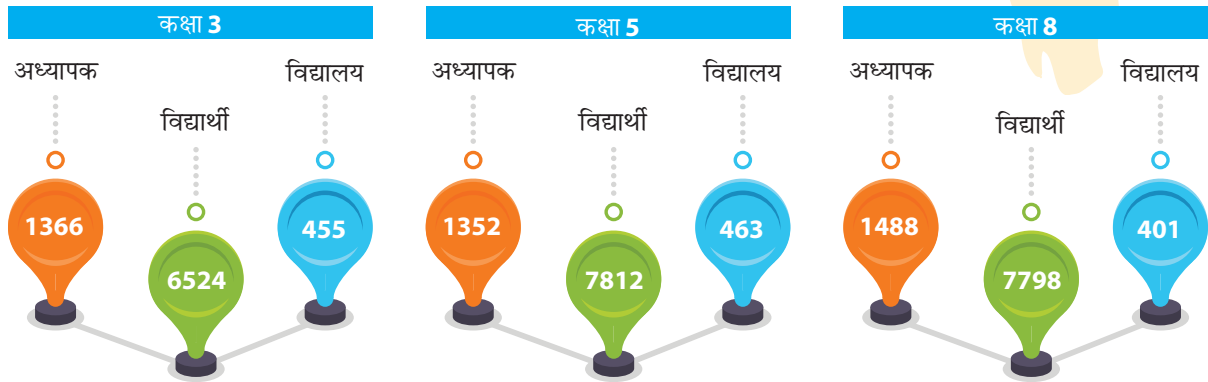 कक्षा 3
अध्यापक
विद्यालय
विद्यार्थी
1366
455
6524
कक्षा 5
अध्यापक
विद्यालय
विद्यार्थी
1352
463
7812
कक्षा 8
अध्यापक
विद्यालय
विद्यार्थी
1488
401
7798